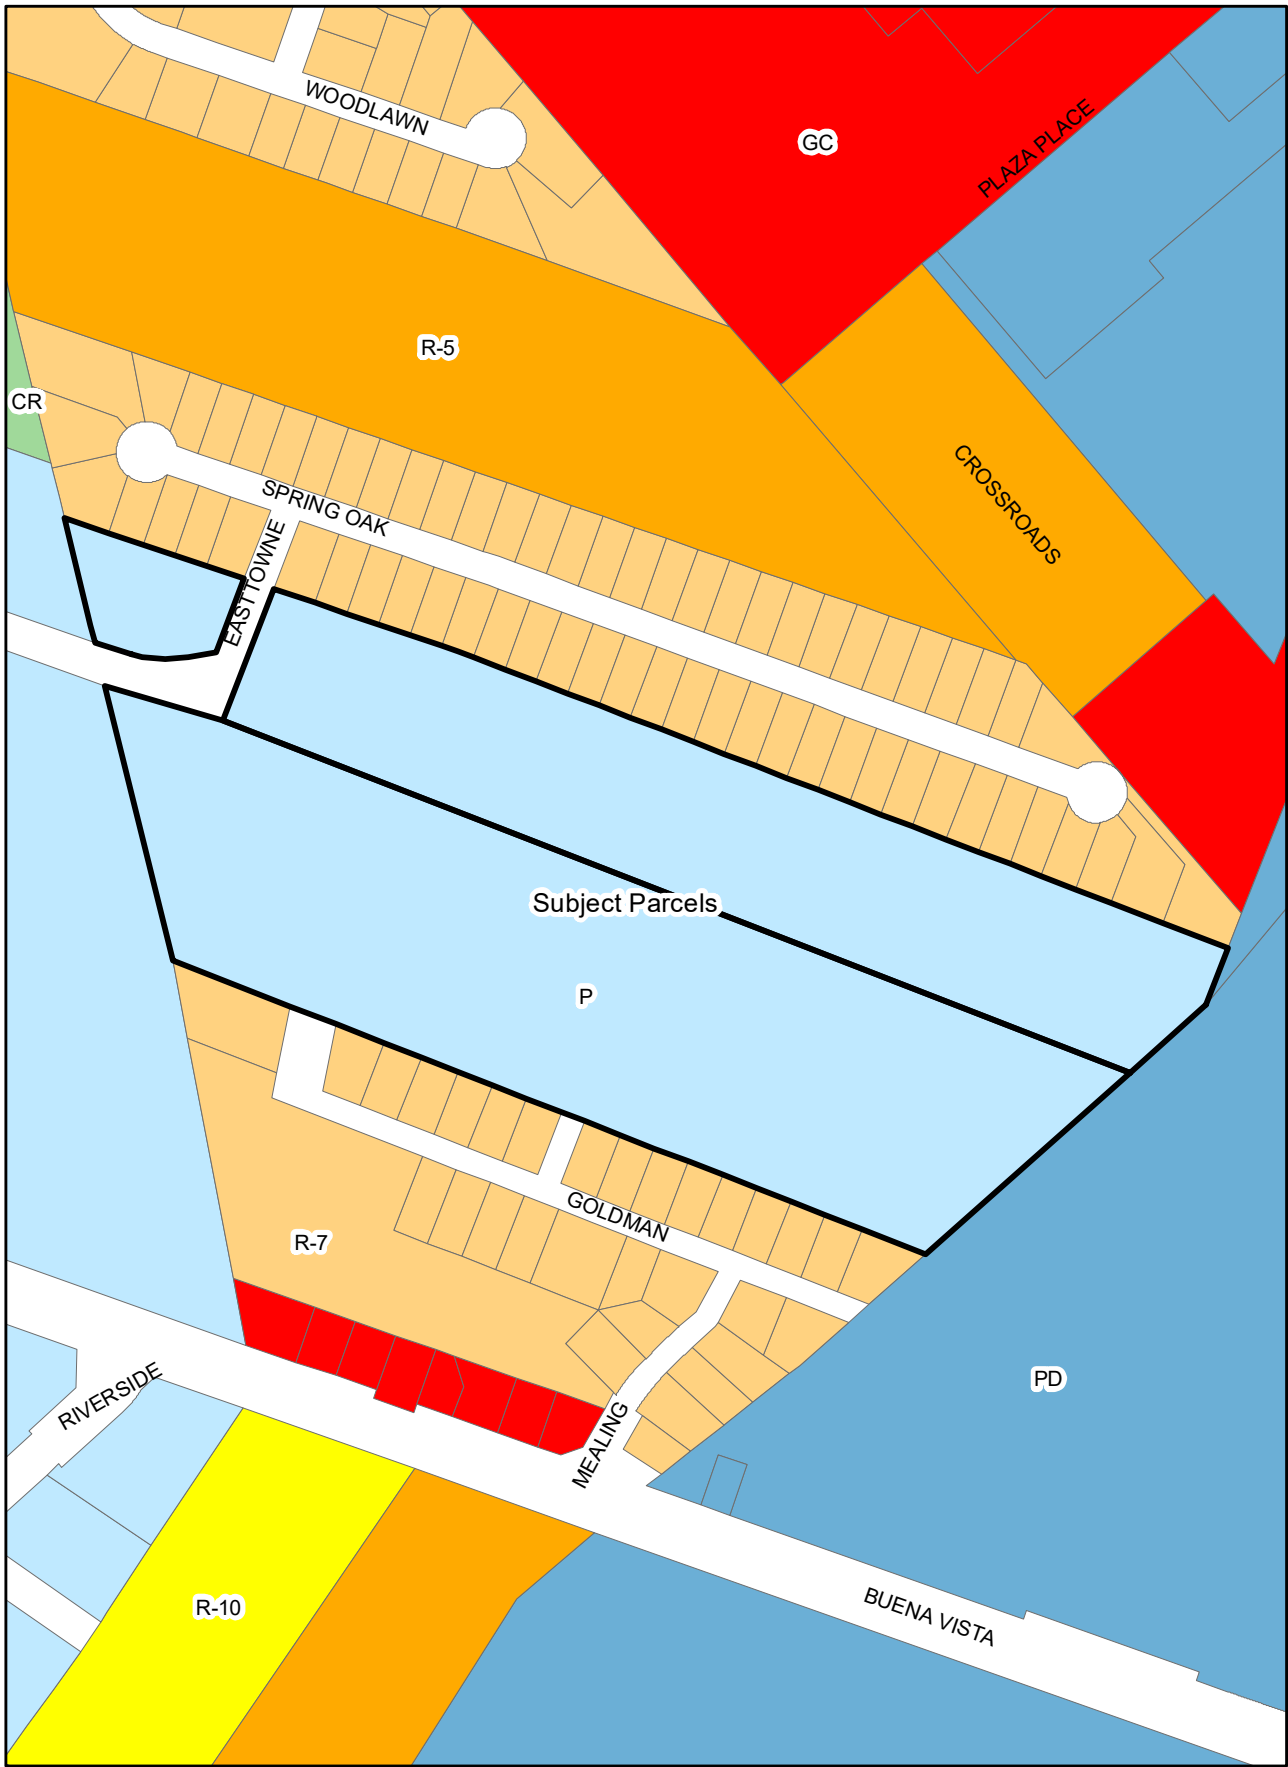 WOODLAWN
GC
PLAZA PLACE
R-5
CR
CROSSROADS
SPRING OAK
EASTTOWNE
Subject Parcels
P
GOLDMAN
R-7
PD
RIVERSIDE
MEALING
R-10
BUENA VISTA